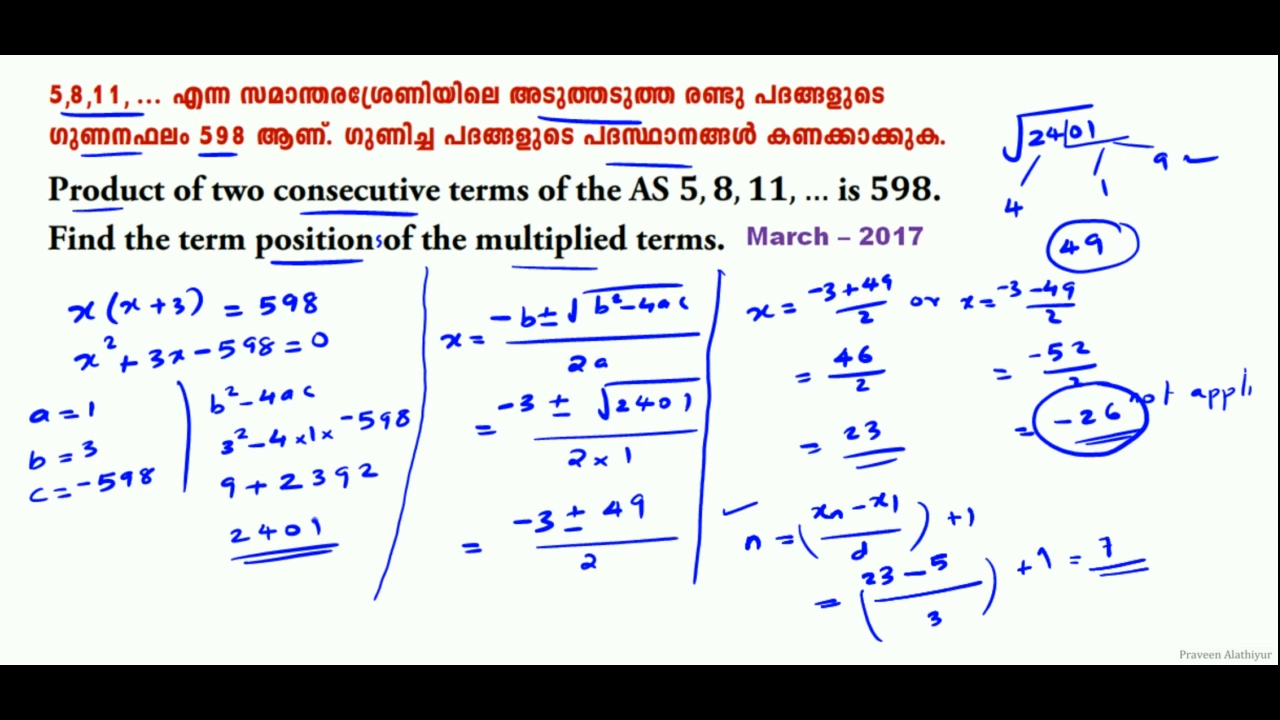 5,8,11, ... എന്ന സമാന്തരശ്രേണിയിലെ അടുത്തടുത്ത രണ്ടു പദങ്ങളുടെ
ഗുണനഫലം 598 ആണ്. ഗുണിച്ച പദങ്ങളുടെ പദസ്ഥാനങ്ങൾ കണക്കാക്കുക.
Product of two consecutive terms of the AS 5, 8, 11, ... is 598.
Find the term positions of the multiplied terms. March – 2017
x(x+3) = 598
x² + 3x - 598 = 0
a = 1
b = 3
c = -598
b² - 4ac
3² - 4×1×-598
9 + 2392
2401
x = (-b ± √(b² - 4ac)) / 2a
= (-3 ± √2401) / 2×1
= (-3 ± 49) / 2
√2401
4 1 9
49
x = (-3+49)/2 or x = (-3-49)/2
= 46/2
= 23
= -52/2
= -26 not appli
n = ((xn - x1)/d) + 1
= ((23 - 5)/3) + 1 = 7
Praveen Alathiyur